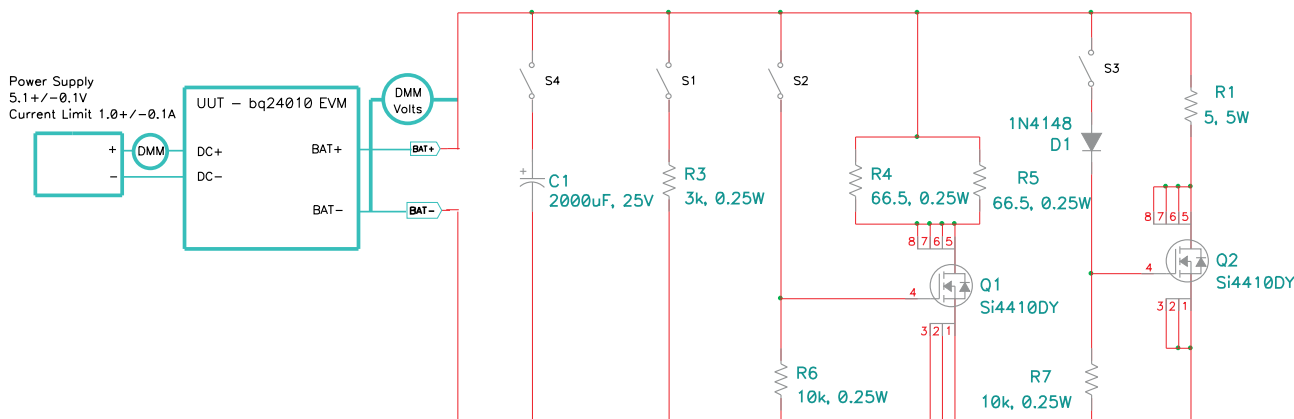 Power Supply
5.1+/-0.1V
Current Limit 1.0+/-0.1A
+
-
DMM
UUT - bq24010 EVM
DC+
DC-
BAT+
BAT-
DMM
Volts
BAT+
BAT-
S4
+
C1
2000uF, 25V
S1
R3
3k, 0.25W
S2
R4
66.5, 0.25W
R5
66.5, 0.25W
8 7 6 5
4
Q1
Si4410DY
3 2 1
R6
10k, 0.25W
S3
1N4148
D1
R1
5, 5W
8 7 6 5
4
Q2
Si4410DY
3 2 1
R7
10k, 0.25W